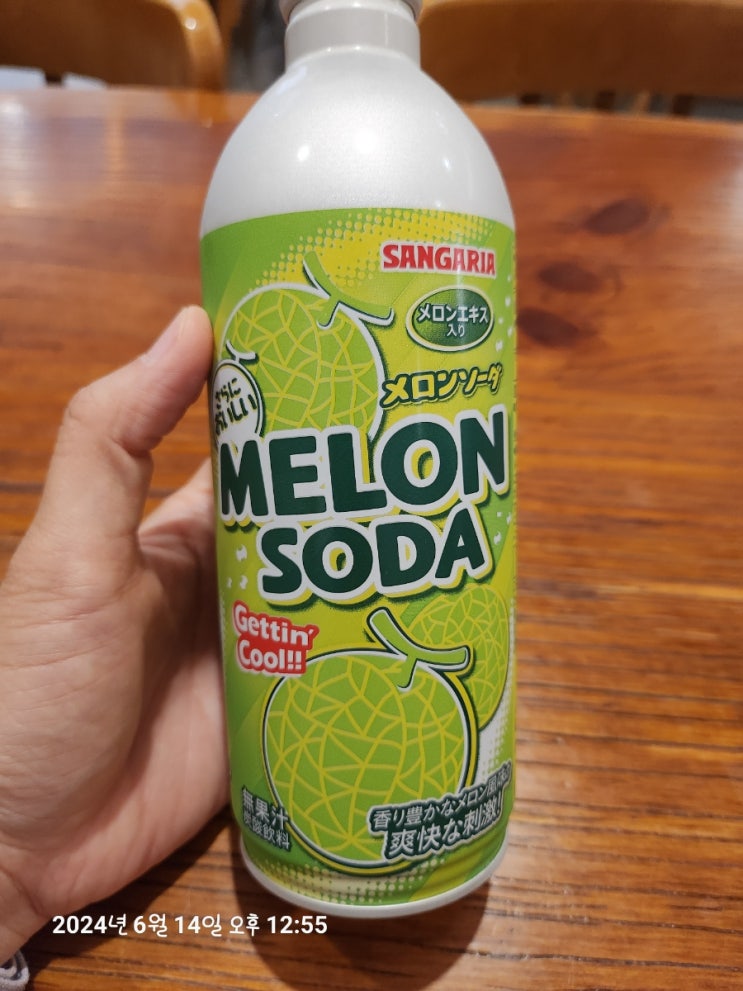 SANGARIA
メロンエキス
入り
メロンソーダ
さらに
おいしい
MELON
SODA
Gettin'
Cool!!
無果汁
炭酸飲料
香り豊かなメロン風味の
爽快な刺激!
2024년 6월 14일 오후 12:55